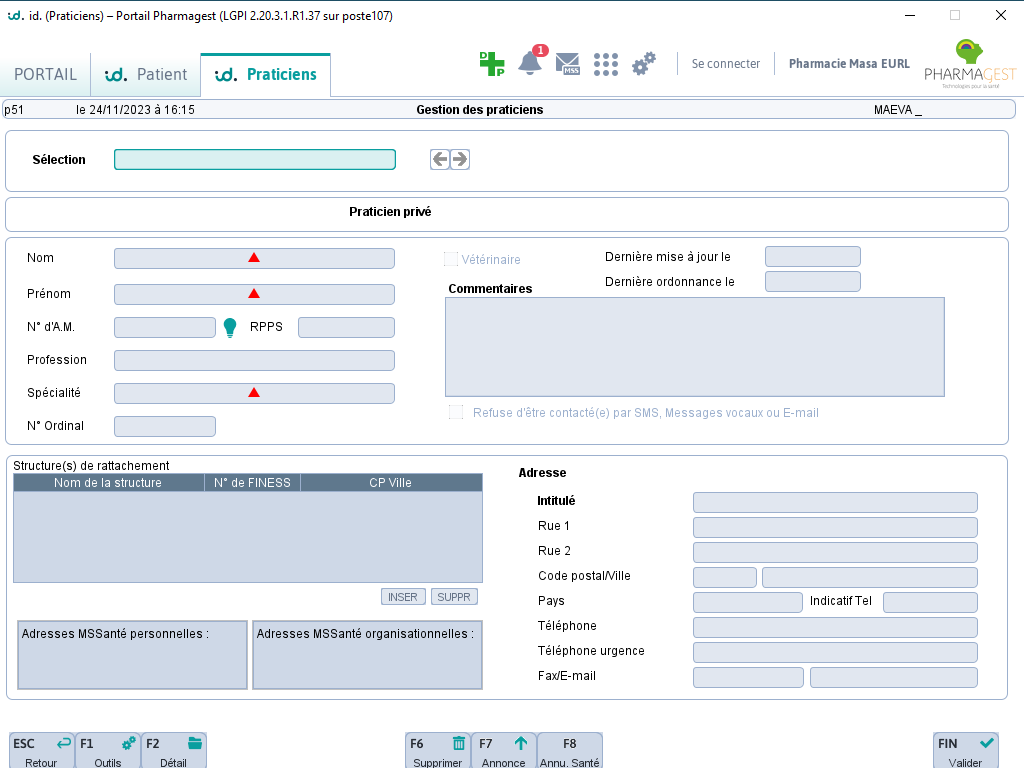 id. (Praticiens) – Portail Pharmagest (LGPI 2.20.3.1.R1.37 sur poste107)
PORTAIL
id. Patient
id. Praticiens
D P
1
MSS
Se connecter
Pharmacie Masa EURL
PHARMAGEST
Technologies pour la santé
p51 le 24/11/2023 à 16:15 Gestion des praticiens MAEVA _
Sélection
Praticien privé
Nom
Vétérinaire
Dernière mise à jour le
Dernière ordonnance le
Prénom
Commentaires
N° d'A.M.
RPPS
Profession
Spécialité
N° Ordinal
Refuse d'être contacté(e) par SMS, Messages vocaux ou E-mail
Structure(s) de rattachement
Nom de la structure N° de FINESS CP Ville
INSER SUPPR
Adresses MSSanté personnelles :
Adresses MSSanté organisationnelles :
Adresse
Intitulé
Rue 1
Rue 2
Code postal/Ville
Pays Indicatif Tel
Téléphone
Téléphone urgence
Fax/E-mail
ESC
Retour
F1
Outils
F2
Détail
F6
Supprimer
F7
Annonce
F8
Annu. Santé
FIN
Valider